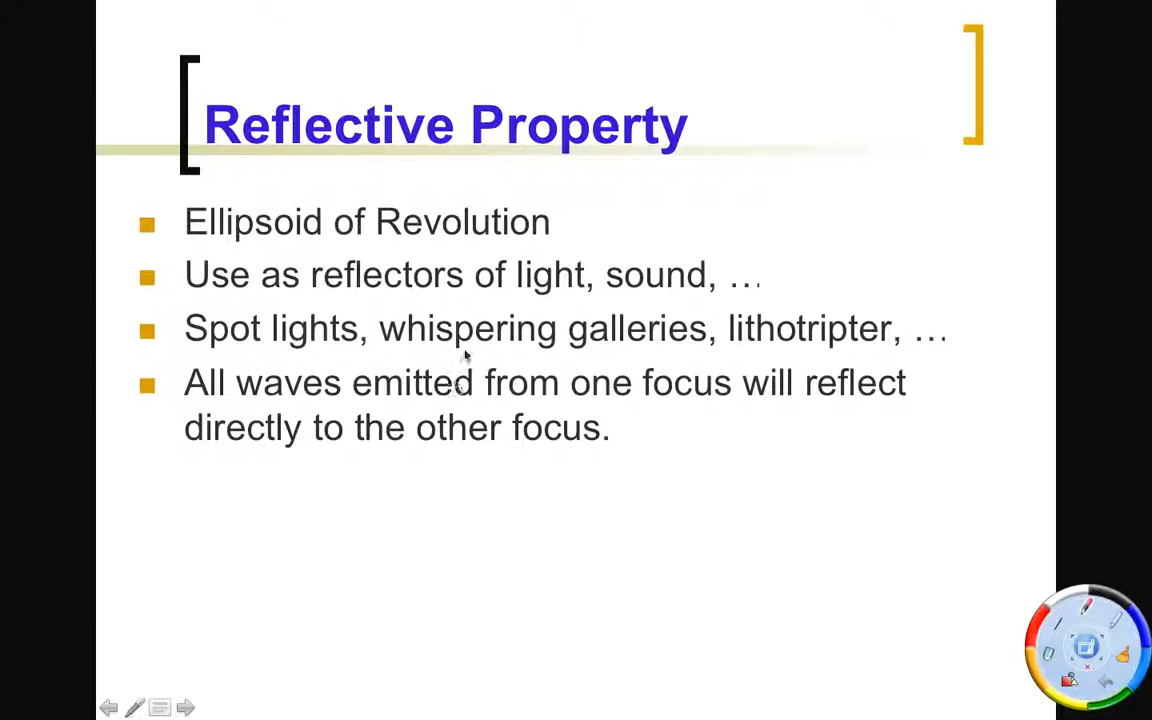 Reflective Property
Ellipsoid of Revolution
Use as reflectors of light, sound, …
Spot lights, whispering galleries, lithotripter, …
All waves emitted from one focus will reflect
directly to the other focus.